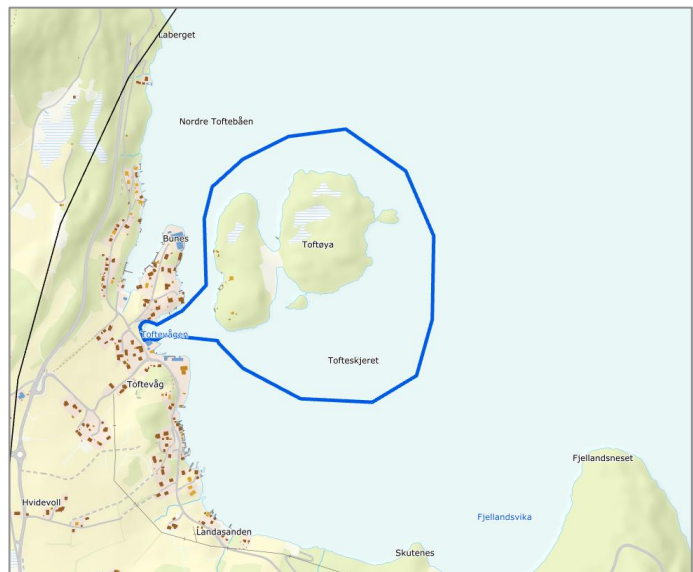 Laberget
Nordre Toftebåen
Bunes
Toftøya
Toftevågen
Tofteskjeret
Toftevåg
Fjellandsneset
Hvidevoll
Fjellandsvika
Landasanden
Skutenes